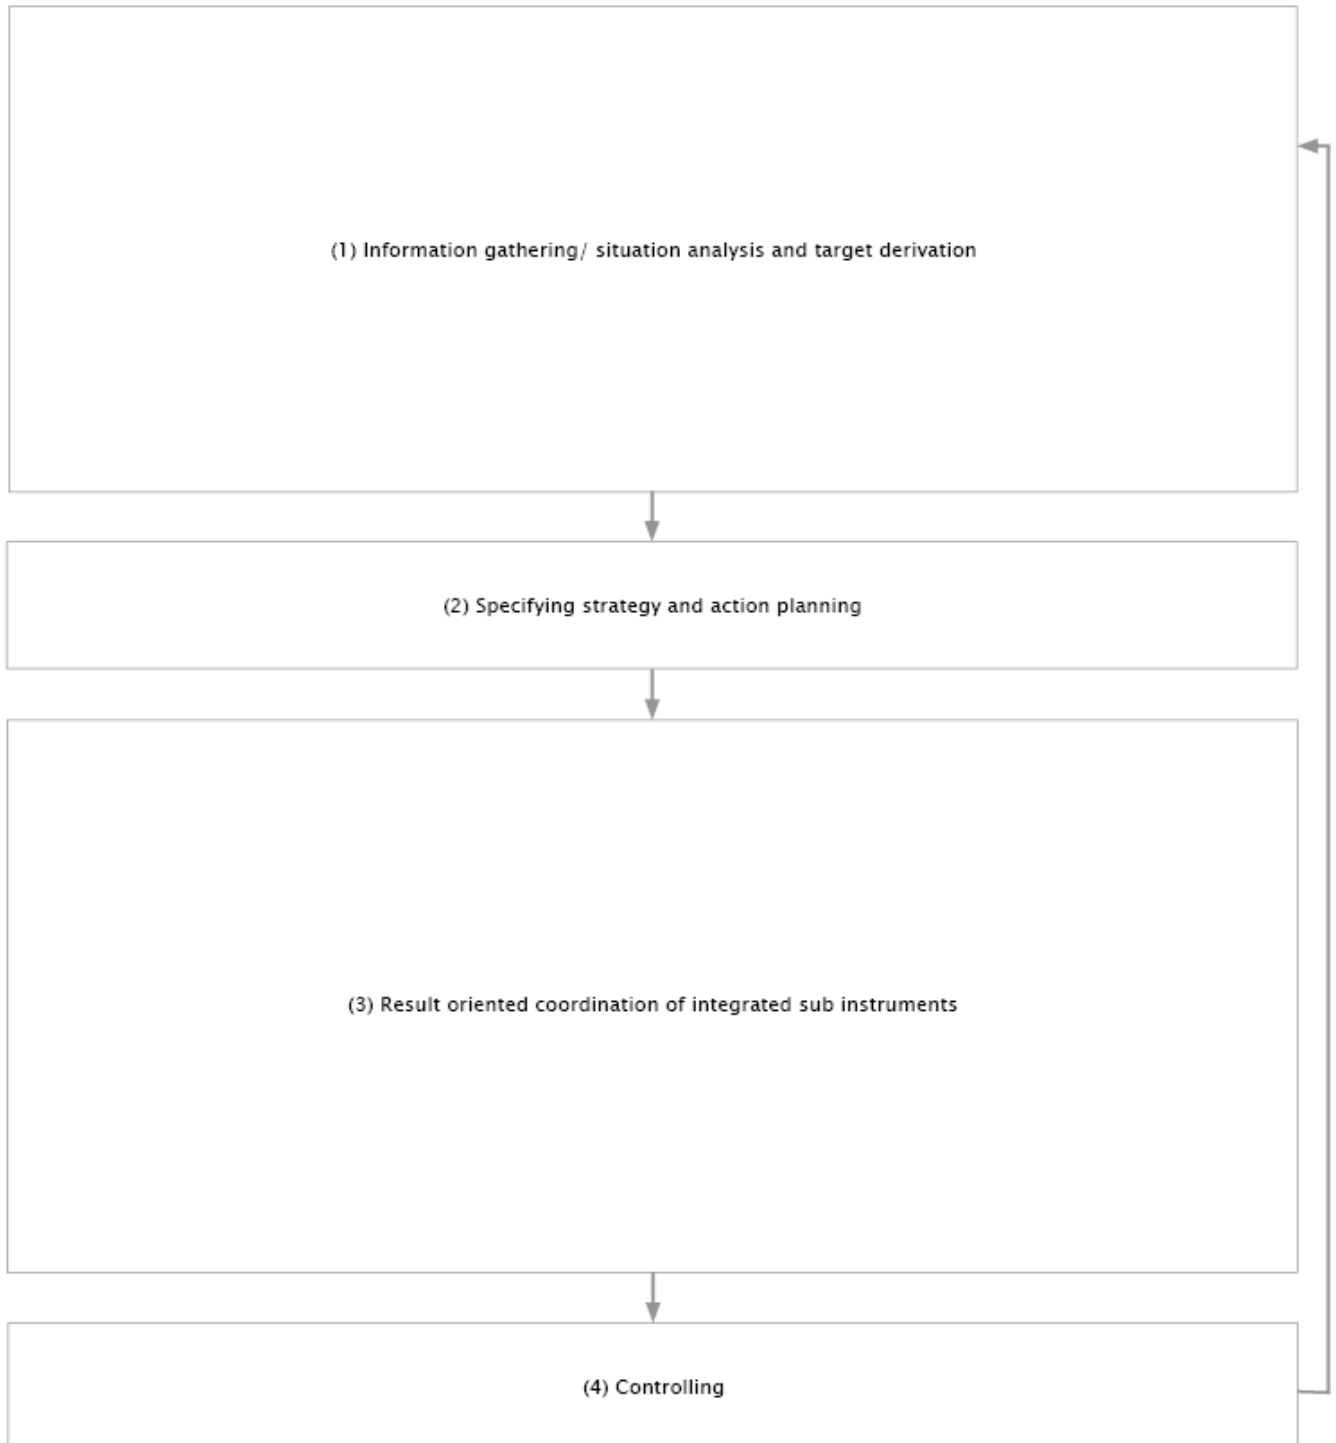 (1) Information gathering/ situation analysis and target derivation
(2) Specifying strategy and action planning
(3) Result oriented coordination of integrated sub instruments
(4) Controlling